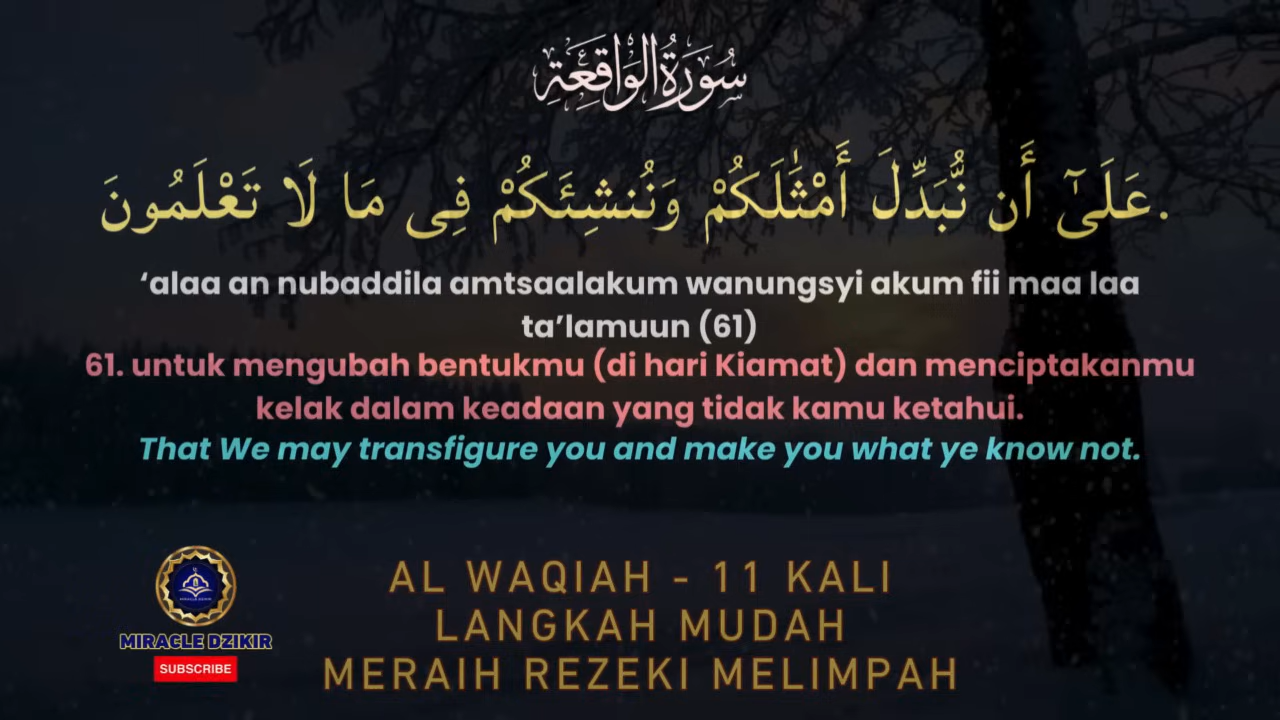 سُورَةُ الوَاقِعَةِ
عَلَىٰٓ أَن نُّبَدِّلَ أَمْثَٰلَكُمْ وَنُنشِئَكُمْ فِى مَا لَا تَعْلَمُونَ.
‘alaa an nubaddila amtsaalakum wanungsyi akum fii maa laa
ta’lamuun (61)
61. untuk mengubah bentukmu (di hari Kiamat) dan menciptakanmu
kelak dalam keadaan yang tidak kamu ketahui.
That We may transfigure you and make you what ye know not.
AL WAQIAH - 11 KALI
LANGKAH MUDAH
MERAIH REZEKI MELIMPAH
MIRACLE DZIKIR
MIRACLE DZIKIR
SUBSCRIBE